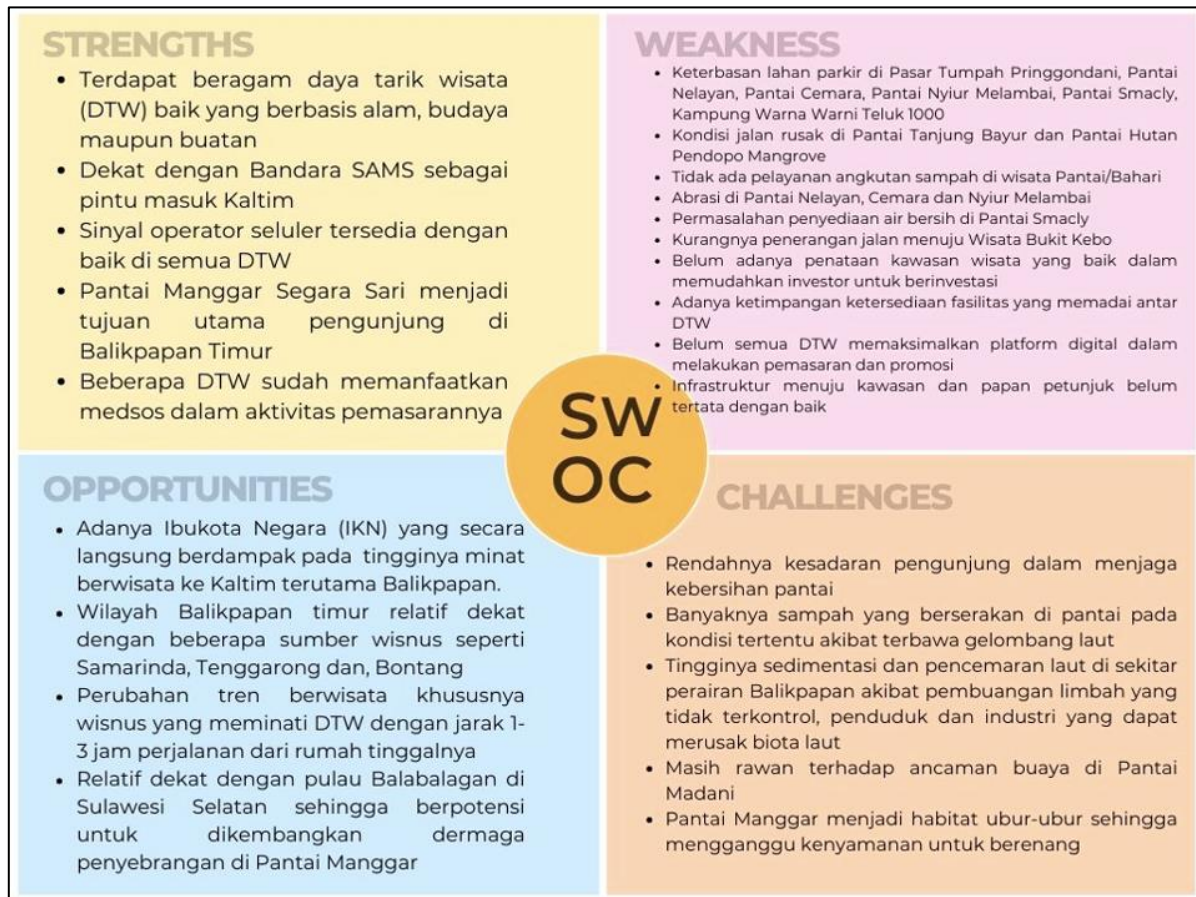 STRENGTHS
Terdapat beragam daya tarik wisata
(DTW) baik yang berbasis alam, budaya
maupun buatan
Dekat dengan Bandara SAMS sebagai
pintu masuk Kaltim
Sinyal operator seluler tersedia dengan
baik di semua DTW
Pantai Manggar Segara Sari menjadi
tujuan utama pengunjung di
Balikpapan Timur
Beberapa DTW sudah memanfaatkan
medsos dalam aktivitas pemasarannya
WEAKNESS
Keterbasan lahan parkir di Pasar Tumpah Pringgondani, Pantai
Nelayan, Pantai Cemara, Pantai Nyiur Melambai, Pantai Smacly,
Kampung Warna Warni Teluk 1000
Kondisi jalan rusak di Pantai Tanjung Bayur dan Pantai Hutan
Pendopo Mangrove
Tidak ada pelayanan angkutan sampah di wisata Pantai/Bahari
Abrasi di Pantai Nelayan, Cemara dan Nyiur Melambai
Permasalahan penyediaan air bersih di Pantai Smacly
Kurangnya penerangan jalan menuju Wisata Bukit Kebo
Belum adanya penataan kawasan wisata yang baik dalam
memudahkan investor untuk berinvestasi
Adanya ketimpangan ketersediaan fasilitas yang memadai antar
DTW
Belum semua DTW memaksimalkan platform digital dalam
melakukan pemasaran dan promosi
Infrastruktur menuju kawasan dan papan petunjuk belum
tertata dengan baik
SW
OC
OPPORTUNITIES
Adanya Ibukota Negara (IKN) yang secara
langsung berdampak pada tingginya minat
berwisata ke Kaltim terutama Balikpapan.
Wilayah Balikpapan timur relatif dekat
dengan beberapa sumber wisnus seperti
Samarinda, Tenggarong dan, Bontang
Perubahan tren berwisata khususnya
wisnus yang meminati DTW dengan jarak 1-
3 jam perjalanan dari rumah tinggalnya
Relatif dekat dengan pulau Balabalagan di
Sulawesi Selatan sehingga berpotensi
untuk dikembangkan dermaga
penyebrangan di Pantai Manggar
CHALLENGES
Rendahnya kesadaran pengunjung dalam menjaga
kebersihan pantai
Banyaknya sampah yang berserakan di pantai pada
kondisi tertentu akibat terbawa gelombang laut
Tingginya sedimentasi dan pencemaran laut di sekitar
perairan Balikpapan akibat pembuangan limbah yang
tidak terkontrol, penduduk dan industri yang dapat
merusak biota laut
Masih rawan terhadap ancaman buaya di Pantai
Madani
Pantai Manggar menjadi habitat ubur-ubur sehingga
mengganggu kenyamanan untuk berenang